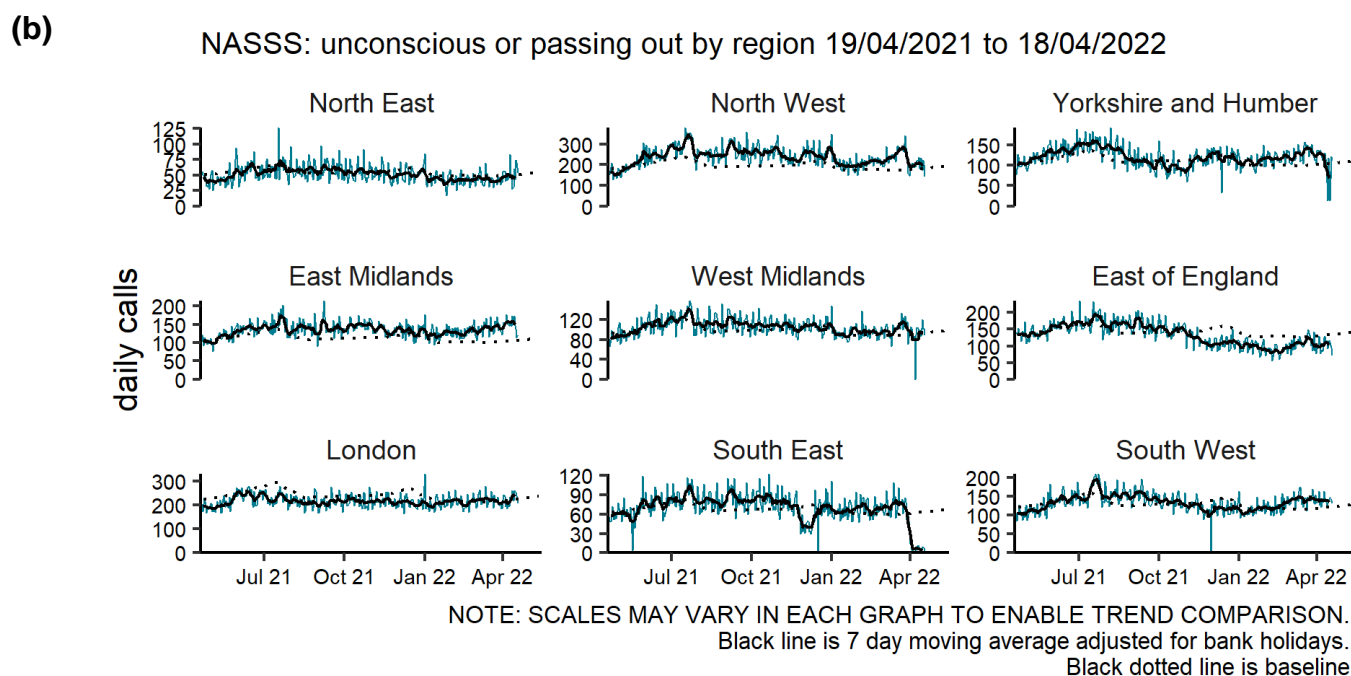 (b)
NASSS: unconscious or passing out by region 19/04/2021 to 18/04/2022
North East
North West
Yorkshire and Humber
125
100
75
50
25
0
300
200
100
0
150
100
50
0
daily calls
East Midlands
West Midlands
East of England
200
150
100
50
0
120
80
40
0
200
150
100
50
0
London
South East
South West
300
200
100
0
120
90
60
30
0
200
150
100
50
0
Jul 21 Oct 21 Jan 22 Apr 22
Jul 21 Oct 21 Jan 22 Apr 22
Jul 21 Oct 21 Jan 22 Apr 22
NOTE: SCALES MAY VARY IN EACH GRAPH TO ENABLE TREND COMPARISON.
Black line is 7 day moving average adjusted for bank holidays.
Black dotted line is baseline